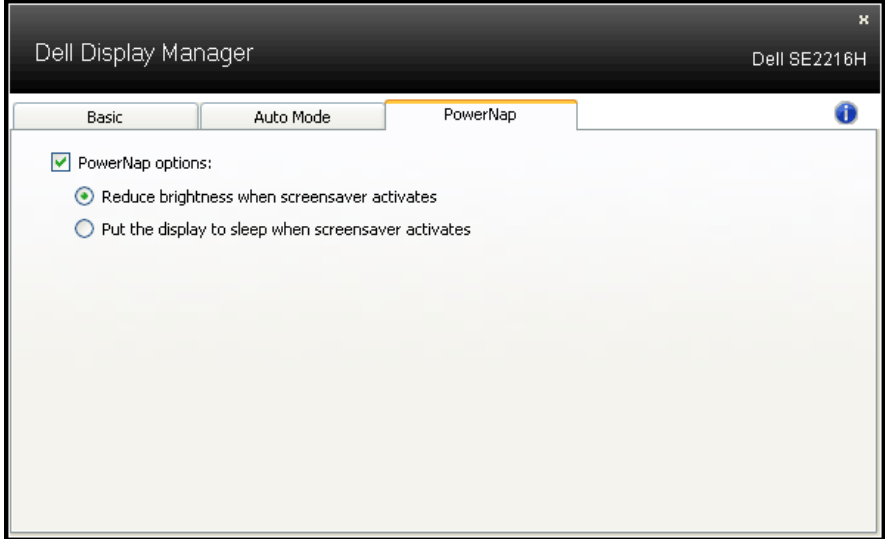 Dell Display Manager
Dell SE2216H
Basic
Auto Mode
PowerNap
PowerNap options:
Reduce brightness when screensaver activates
Put the display to sleep when screensaver activates